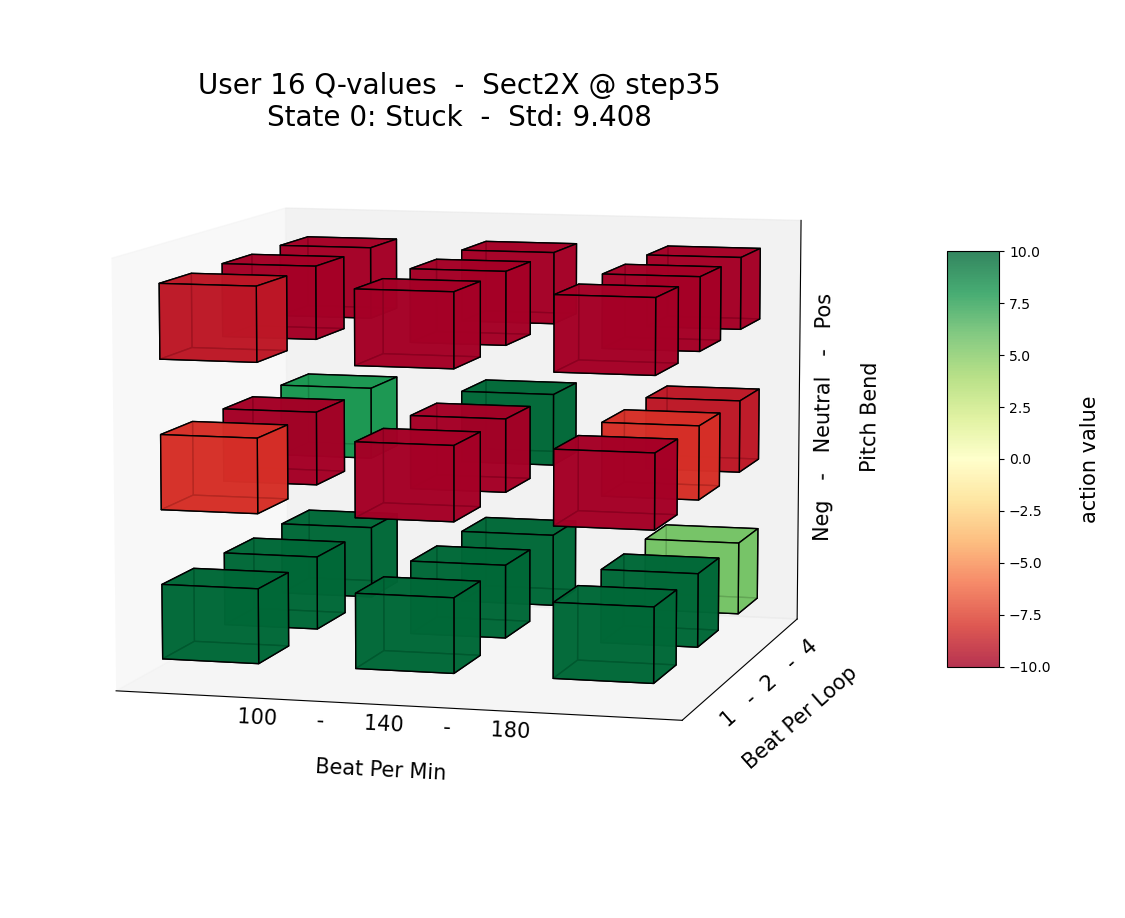 User 16 Q-values - Sect2X @ step35
State 0: Stuck - Std: 9.408
10.0
7.5
5.0
2.5
0.0
−2.5
−5.0
−7.5
−10.0
action value
Neg - Neutral - Pos
Pitch Bend
1 - 2 - 4
Beat Per Loop
100 - 140 - 180
Beat Per Min